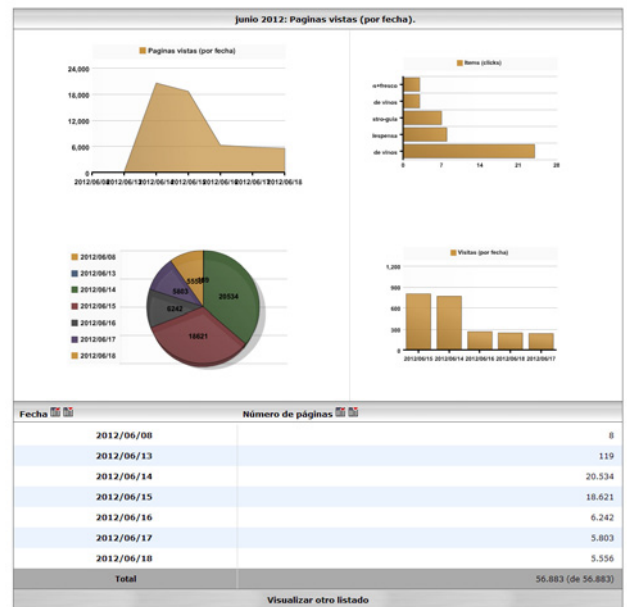 junio 2012: Paginas vistas (por fecha).
Paginas vistas (por fecha)
24,000
18,000
12,000
6,000
0
2012/06/08 2012/06/13 2012/06/14 2012/06/15 2012/06/16 2012/06/17 2012/06/18
Items (clicks)
a+fresca
de vinos
stro-guia
lespensa
de vinos
0 7 14 21 28
2012/06/08
2012/06/13
2012/06/14
2012/06/15
2012/06/16
2012/06/17
2012/06/18
20534
18621
6242
5803
Visitas (por fecha)
1,200
600
300
0
2012/06/15 2012/06/14 2012/06/16 2012/06/18 2012/06/17
Fecha Número de páginas
2012/06/08 8
2012/06/13 119
2012/06/14 20.534
2012/06/15 18.621
2012/06/16 6.242
2012/06/17 5.803
2012/06/18 5.556
Total 56.883 (de 56.883)
Visualizar otro listado